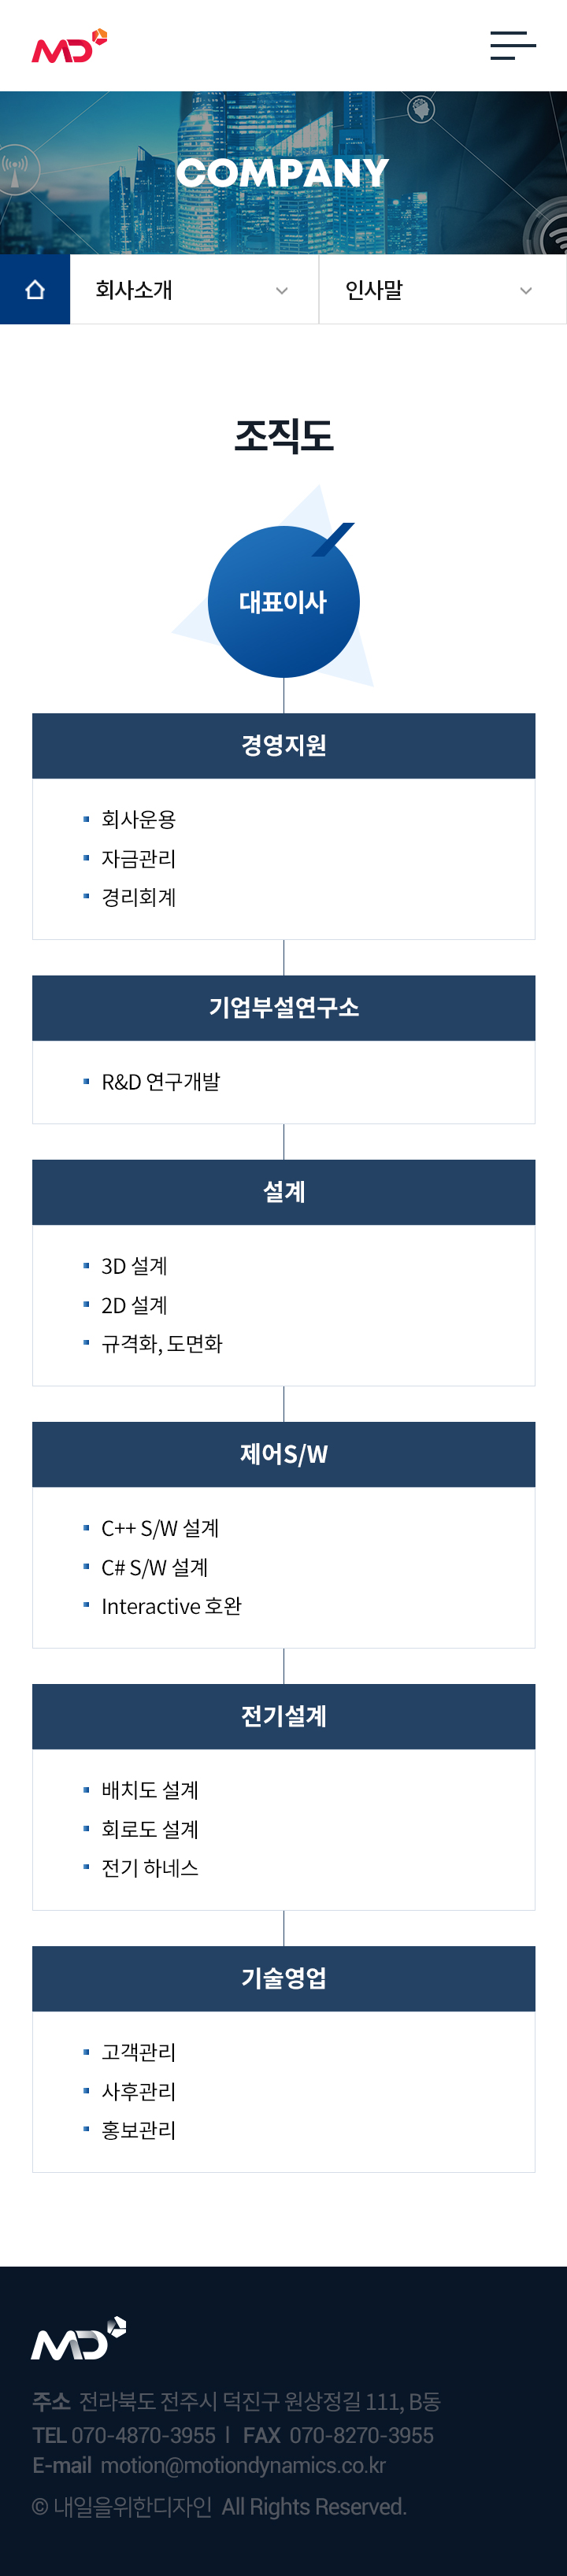 MD
COMPANY
회사소개
인사말
조직도
대표이사
경영지원
회사운용
자금관리
경리회계
기업부설연구소
R&D 연구개발
설계
3D 설계
2D 설계
규격화, 도면화
제어S/W
C++ S/W 설계
C# S/W 설계
Interactive 호완
전기설계
배치도 설계
회로도 설계
전기 하네스
기술영업
고객관리
사후관리
홍보관리
MD
주소 전라북도 전주시 덕진구 원상정길 111, B동
TEL 070-4870-3955 | FAX 070-8270-3955
E-mail motion@motiondynamics.co.kr
© 내일을위한디자인 All Rights Reserved.